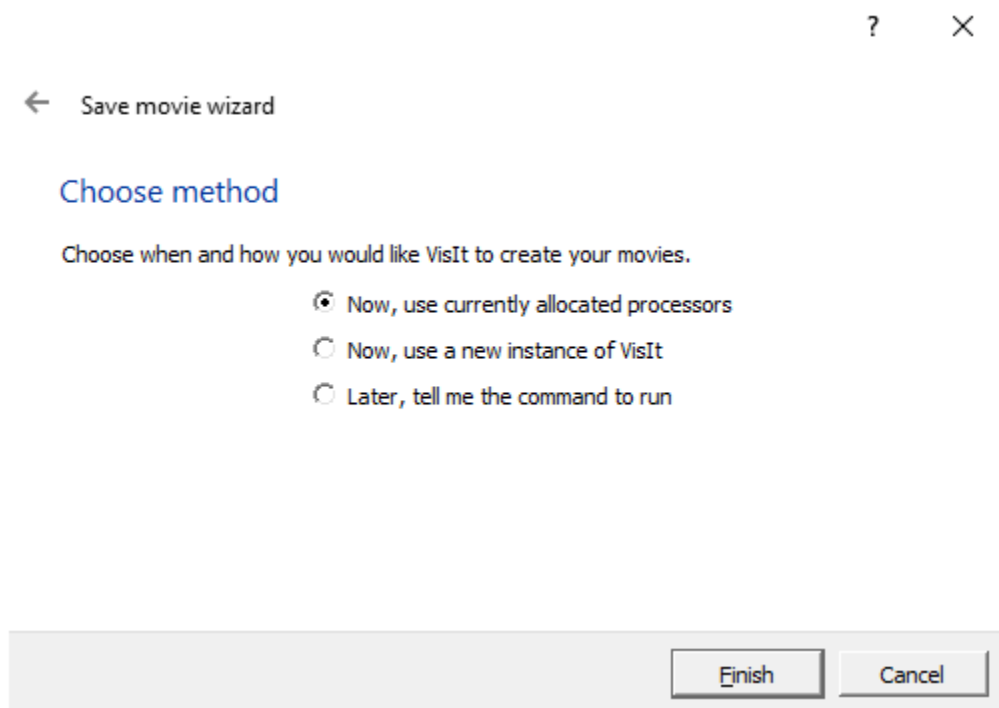 ?
Save movie wizard
Choose method
Choose when and how you would like VisIt to create your movies.
Now, use currently allocated processors
Now, use a new instance of VisIt
Later, tell me the command to run
Finish Cancel